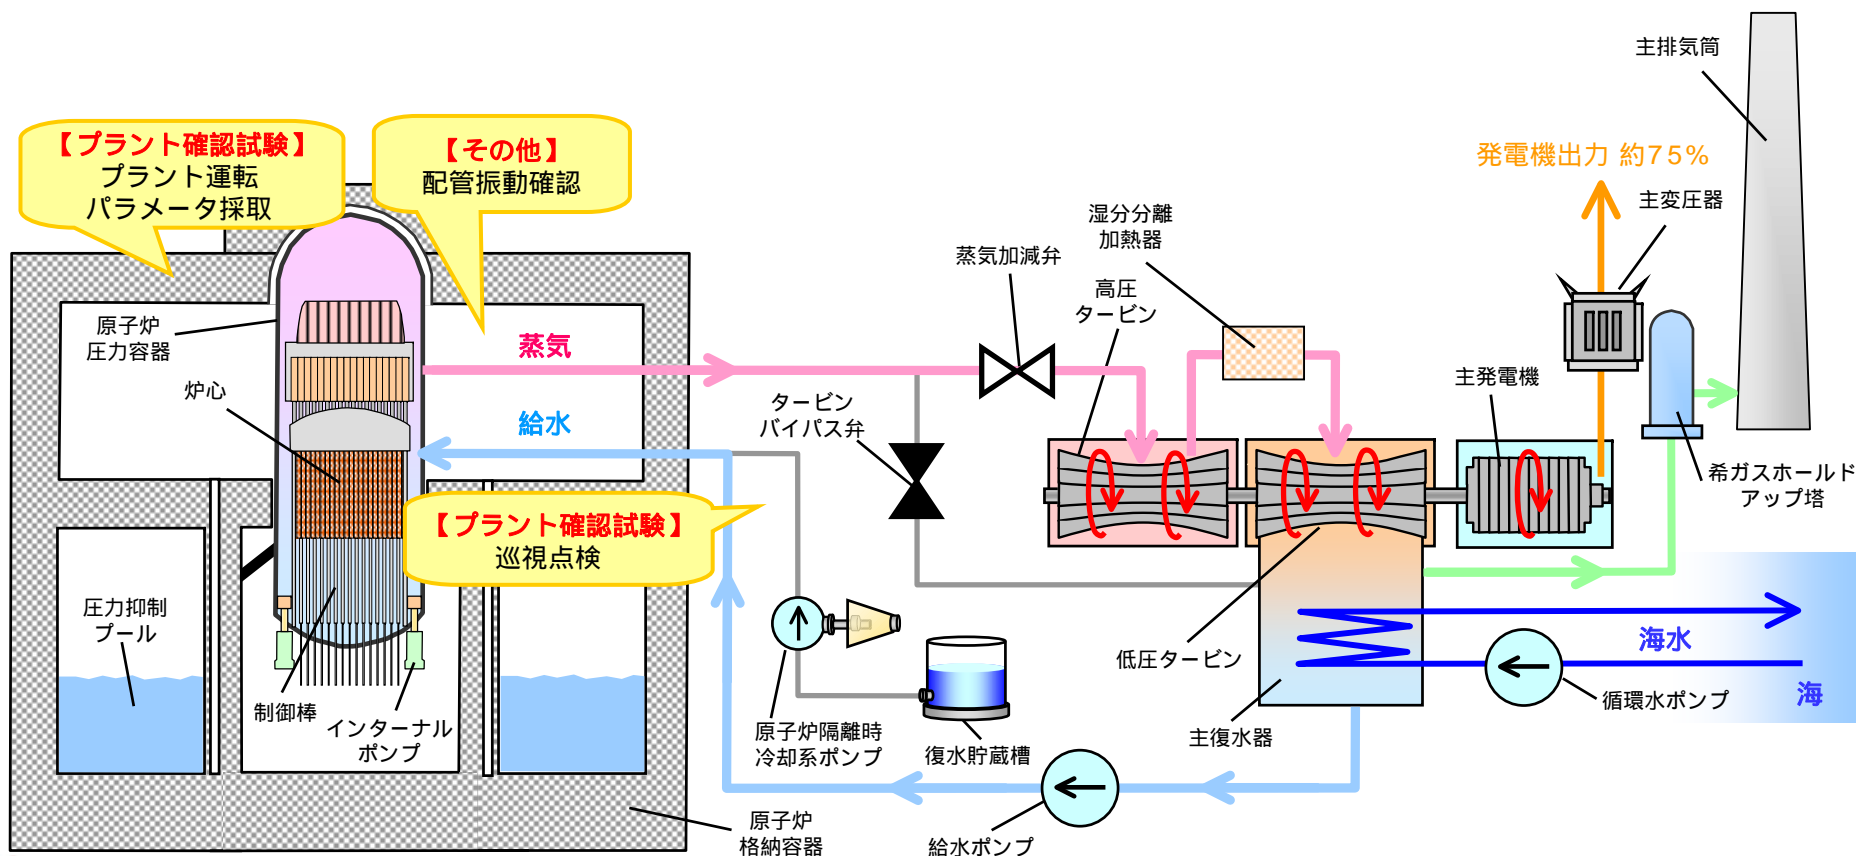 【プラント確認試験】
プラント運転
パラメータ採取
【その他】
配管振動確認
主排気筒
発電機出力 約75%
主変圧器
湿分分離
加熱器
蒸気加減弁
高圧
タービン
原子炉
圧力容器
蒸気
炉心
主発電機
タービン
バイパス弁
給水
希ガスホールド
アップ塔
【プラント確認試験】
巡視点検
圧力抑制
プール
海水
低圧タービン
海
制御棒
インターナル
ポンプ
原子炉隔離時
冷却系ポンプ
復水貯蔵槽
主復水器
循環水ポンプ
原子炉
格納容器
給水ポンプ